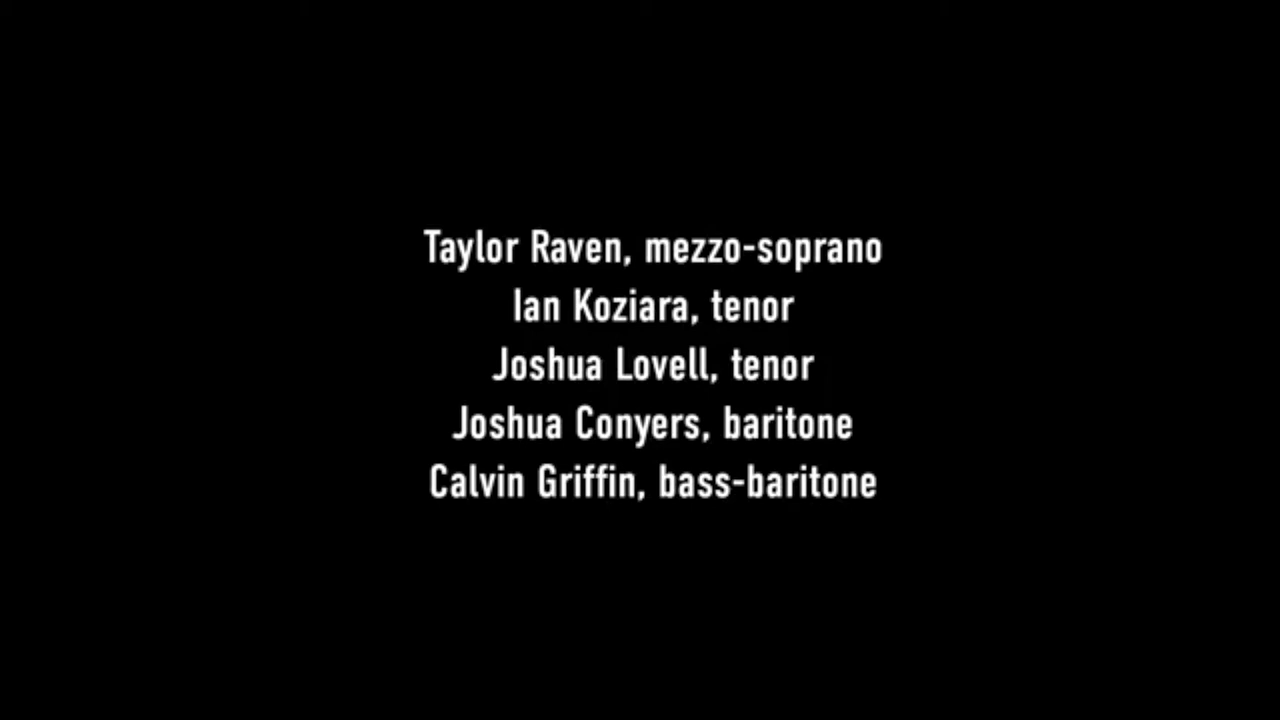 Taylor Raven, mezzo-soprano
Ian Koziara, tenor
Joshua Lovell, tenor
Joshua Conyers, baritone
Calvin Griffin, bass-baritone